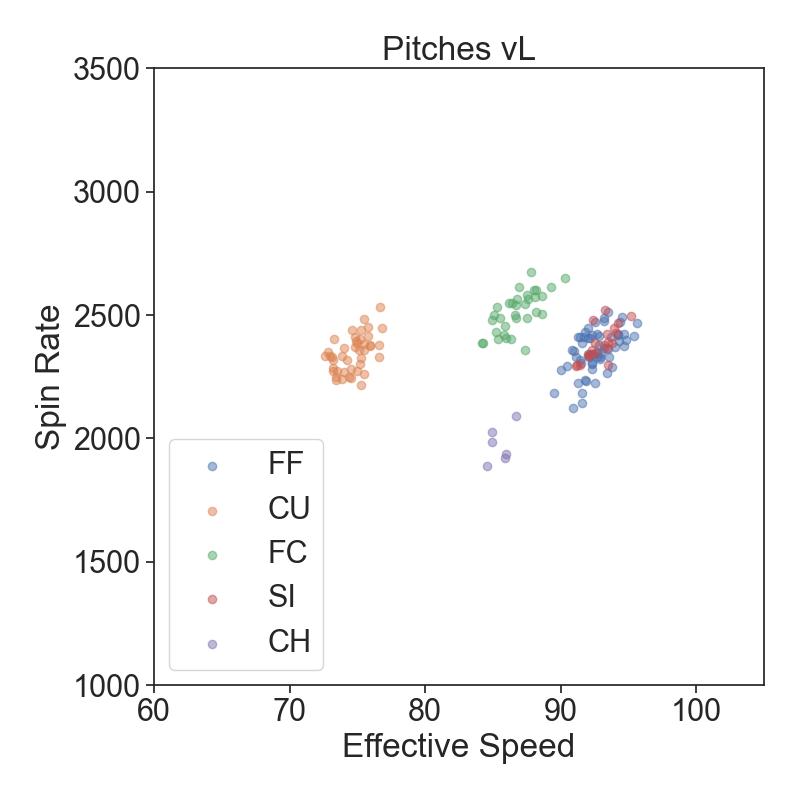 Pitches vL
3500
3000
2500
2000
1500
1000
Spin Rate
FF
CU
FC
SI
CH
60 70 80 90 100
Effective Speed